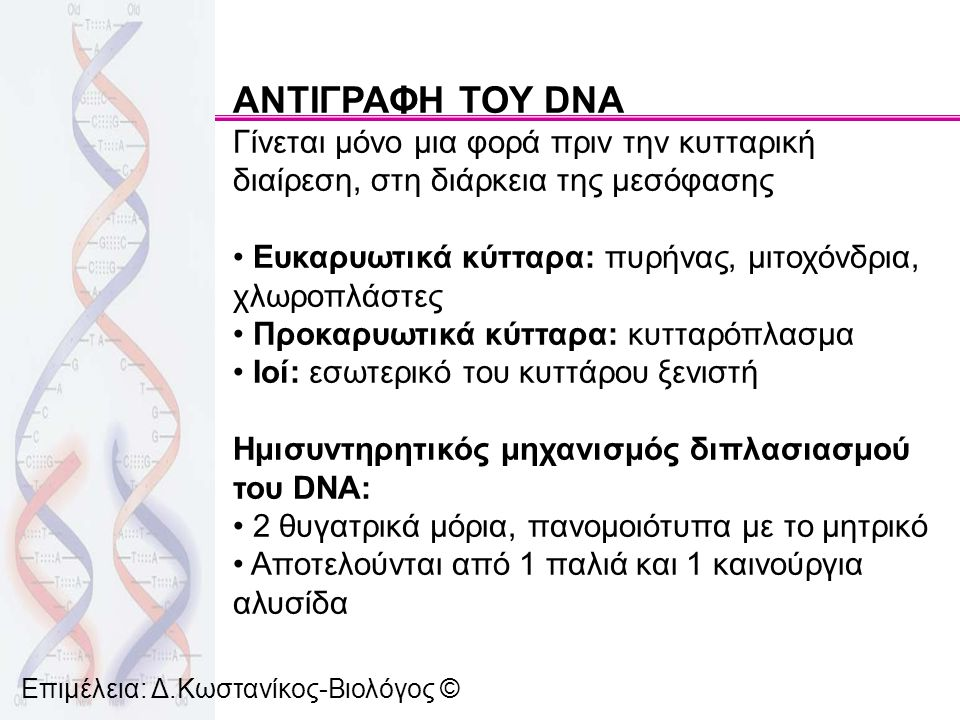 Old
Old
ΑΝΤΙΓΡΑΦΗ ΤΟΥ DNA
Γίνεται μόνο μια φορά πριν την κυτταρική
διαίρεση, στη διάρκεια της μεσόφασης
• Ευκαρυωτικά κύτταρα: πυρήνας, μιτοχόνδρια,
χλωροπλάστες
• Προκαρυωτικά κύτταρα: κυτταρόπλασμα
• Ιοί: εσωτερικό του κυττάρου ξενιστή
Ημισυντηρητικός μηχανισμός διπλασιασμού
του DNA:
• 2 θυγατρικά μόρια, πανομοιότυπα με το μητρικό
• Αποτελούνται από 1 παλιά και 1 καινούργια
αλυσίδα
Επιμέλεια: Δ.Κωστανίκος-Βιολόγος ©